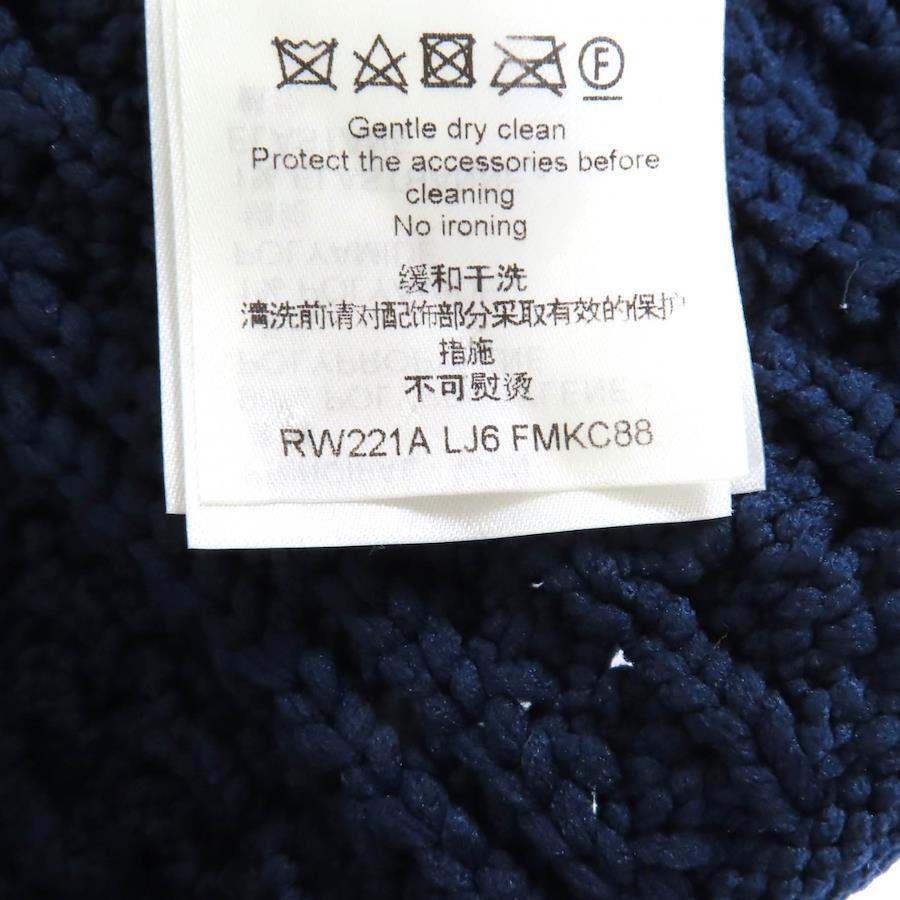 F
Gentle dry clean
Protect the accessories before
cleaning
No ironing
缓和干洗
清洗前请对配饰部分采取有效的保护
措施
不可熨烫
RW221A LJ6 FMKC88